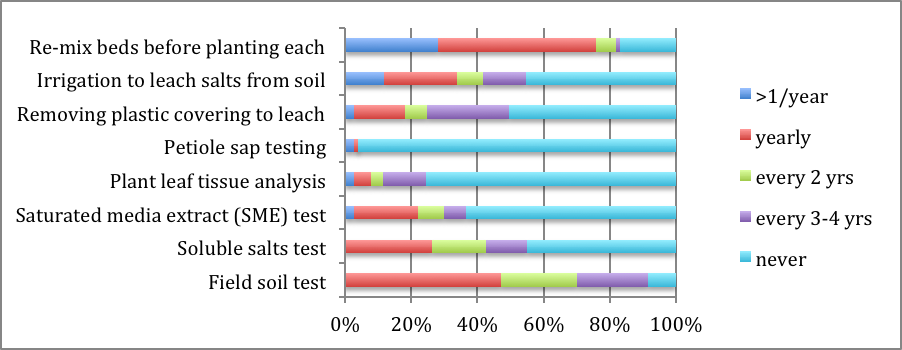 Re-mix beds before planting each
Irrigation to leach salts from soil
Removing plastic covering to leach
Petiole sap testing
Plant leaf tissue analysis
Saturated media extract (SME) test
Soluble salts test
Field soil test
0% 20% 40% 60% 80% 100%
>1/year
yearly
every 2 yrs
every 3-4 yrs
never